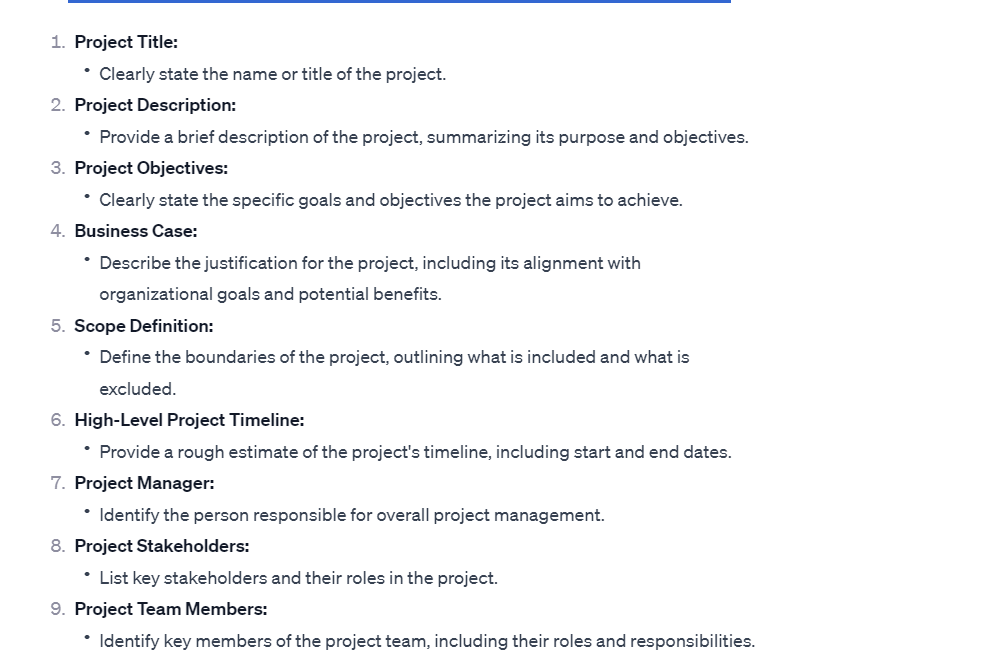 1. Project Title:
• Clearly state the name or title of the project.
2. Project Description:
• Provide a brief description of the project, summarizing its purpose and objectives.
3. Project Objectives:
• Clearly state the specific goals and objectives the project aims to achieve.
4. Business Case:
• Describe the justification for the project, including its alignment with
organizational goals and potential benefits.
5. Scope Definition:
• Define the boundaries of the project, outlining what is included and what is
excluded.
6. High-Level Project Timeline:
• Provide a rough estimate of the project's timeline, including start and end dates.
7. Project Manager:
• Identify the person responsible for overall project management.
8. Project Stakeholders:
• List key stakeholders and their roles in the project.
9. Project Team Members:
• Identify key members of the project team, including their roles and responsibilities.